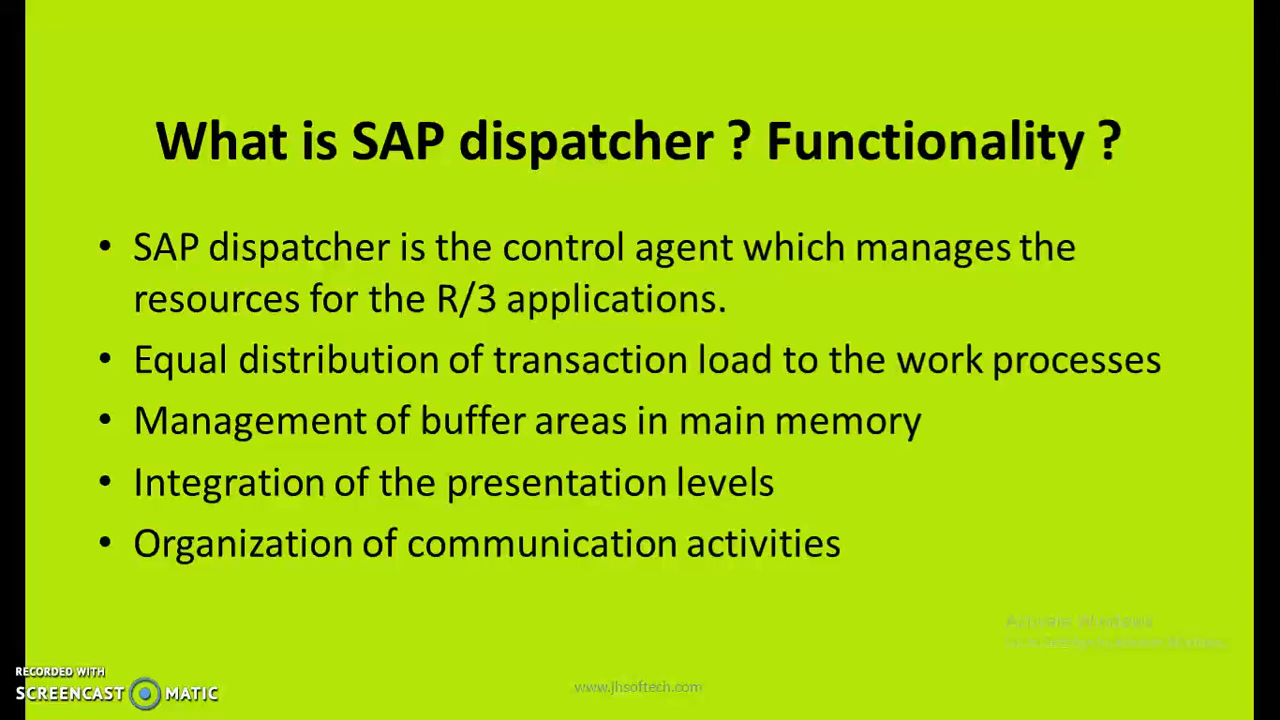 What is SAP dispatcher ? Functionality ?
• SAP dispatcher is the control agent which manages the
resources for the R/3 applications.
• Equal distribution of transaction load to the work processes
• Management of buffer areas in main memory
• Integration of the presentation levels
• Organization of communication activities
Activate Windows
RECORDED WITH
SCREENCAST MATIC
www.jhsoftech.com